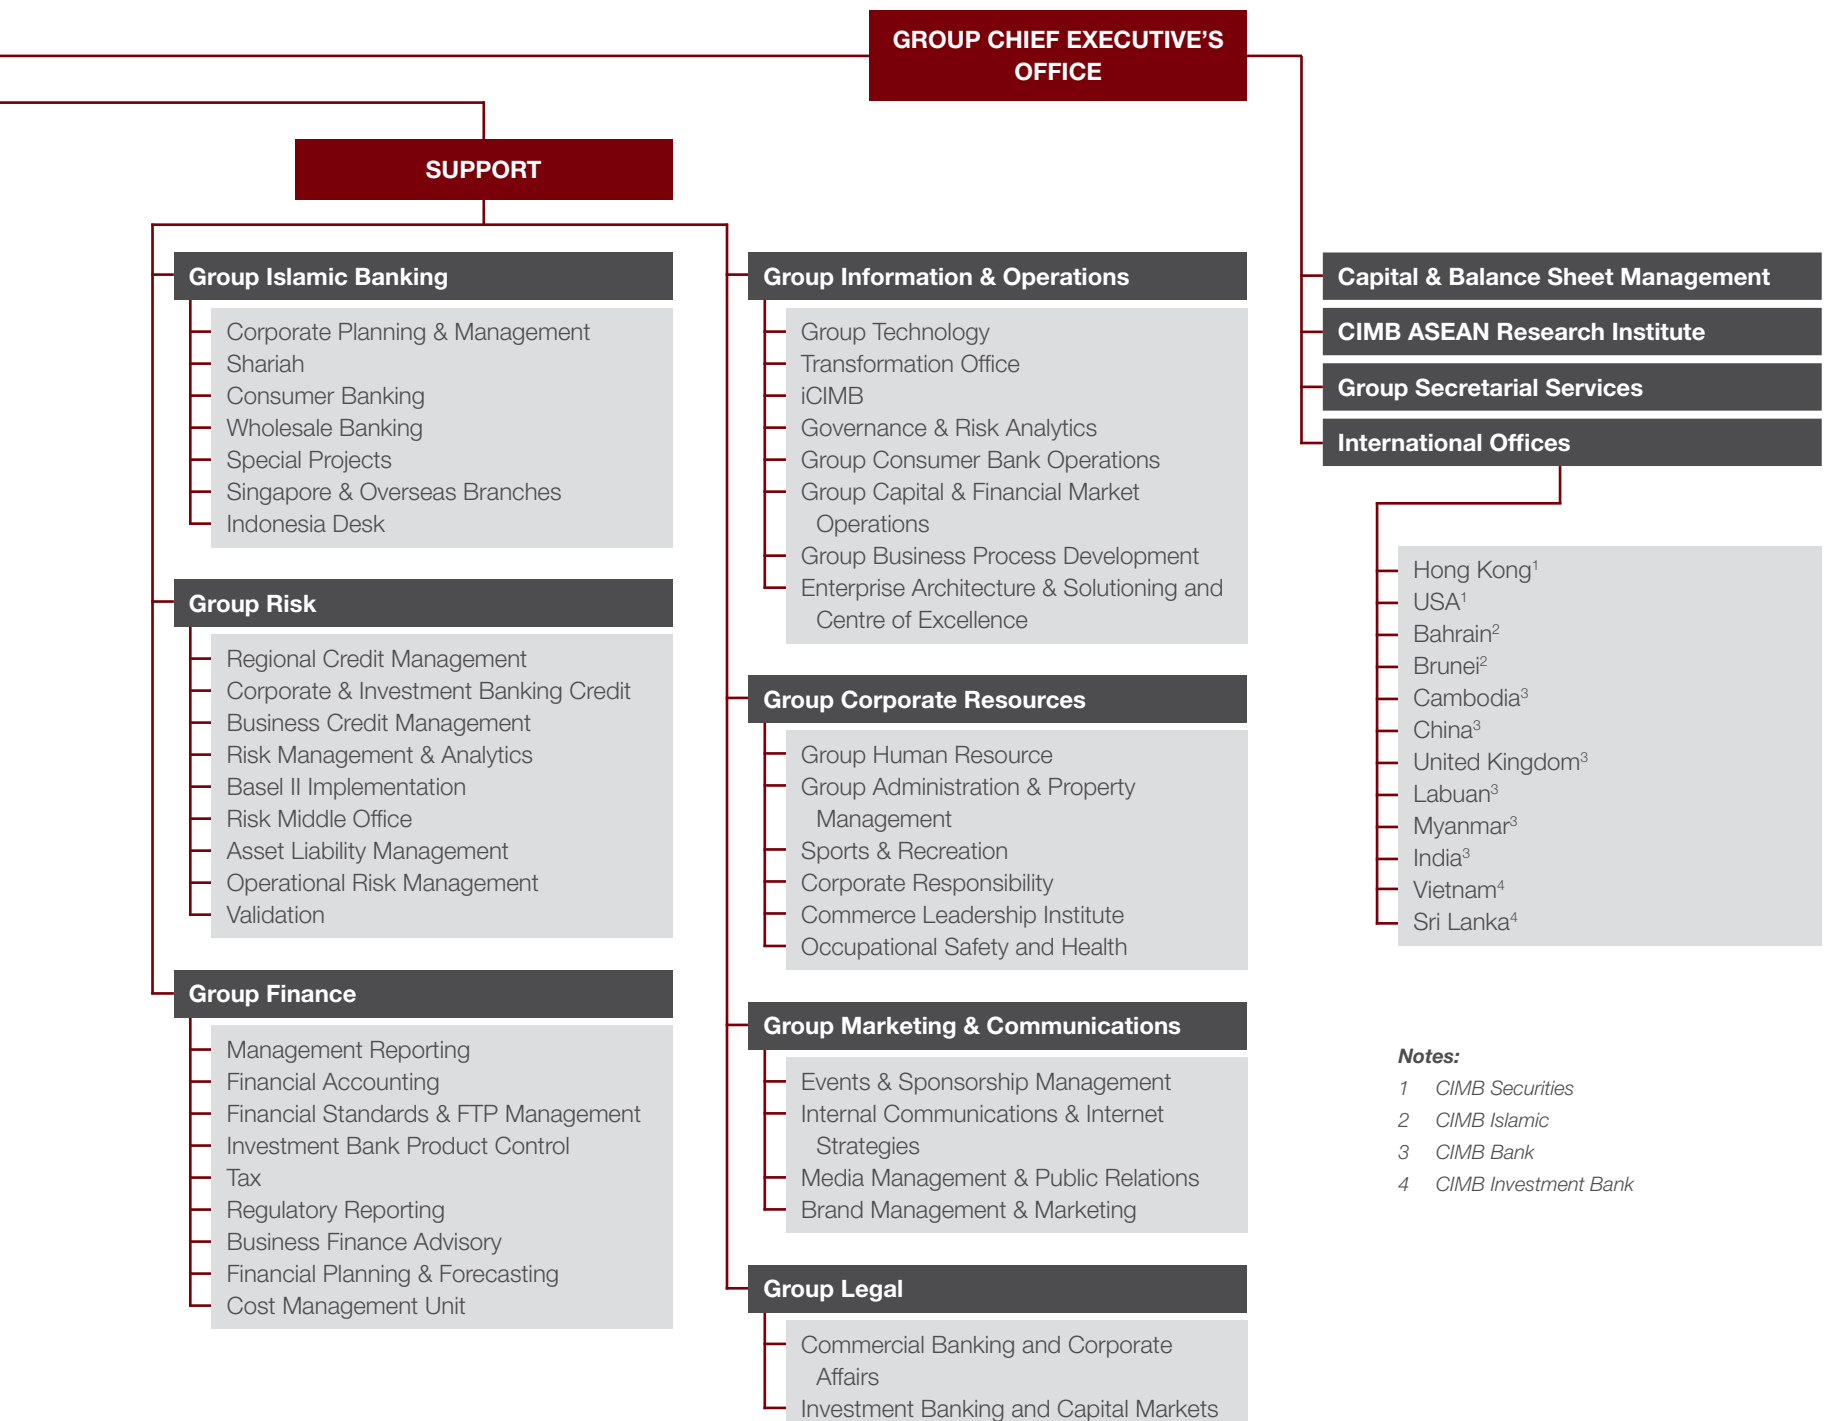 GROUP CHIEF EXECUTIVE’S
OFFICE
SUPPORT
Group Islamic Banking
Corporate Planning & Management
Shariah
Consumer Banking
Wholesale Banking
Special Projects
Singapore & Overseas Branches
Indonesia Desk
Group Risk
Regional Credit Management
Corporate & Investment Banking Credit
Business Credit Management
Risk Management & Analytics
Basel II Implementation
Risk Middle Office
Asset Liability Management
Operational Risk Management
Validation
Group Finance
Management Reporting
Financial Accounting
Financial Standards & FTP Management
Investment Bank Product Control
Tax
Regulatory Reporting
Business Finance Advisory
Financial Planning & Forecasting
Cost Management Unit
Group Information & Operations
Group Technology
Transformation Office
iCIMB
Governance & Risk Analytics
Group Consumer Bank Operations
Group Capital & Financial Market
Operations
Group Business Process Development
Enterprise Architecture & Solutioning and
Centre of Excellence
Group Corporate Resources
Group Human Resource
Group Administration & Property
Management
Sports & Recreation
Corporate Responsibility
Commerce Leadership Institute
Occupational Safety and Health
Group Marketing & Communications
Events & Sponsorship Management
Internal Communications & Internet
Strategies
Media Management & Public Relations
Brand Management & Marketing
Group Legal
Commercial Banking and Corporate
Affairs
Investment Banking and Capital Markets
Capital & Balance Sheet Management
CIMB ASEAN Research Institute
Group Secretarial Services
International Offices
Hong Kong¹
USA¹
Bahrain²
Brunei²
Cambodia³
China³
United Kingdom³
Labuan³
Myanmar³
India³
Vietnam⁴
Sri Lanka⁴
Notes:
1 CIMB Securities
2 CIMB Islamic
3 CIMB Bank
4 CIMB Investment Bank